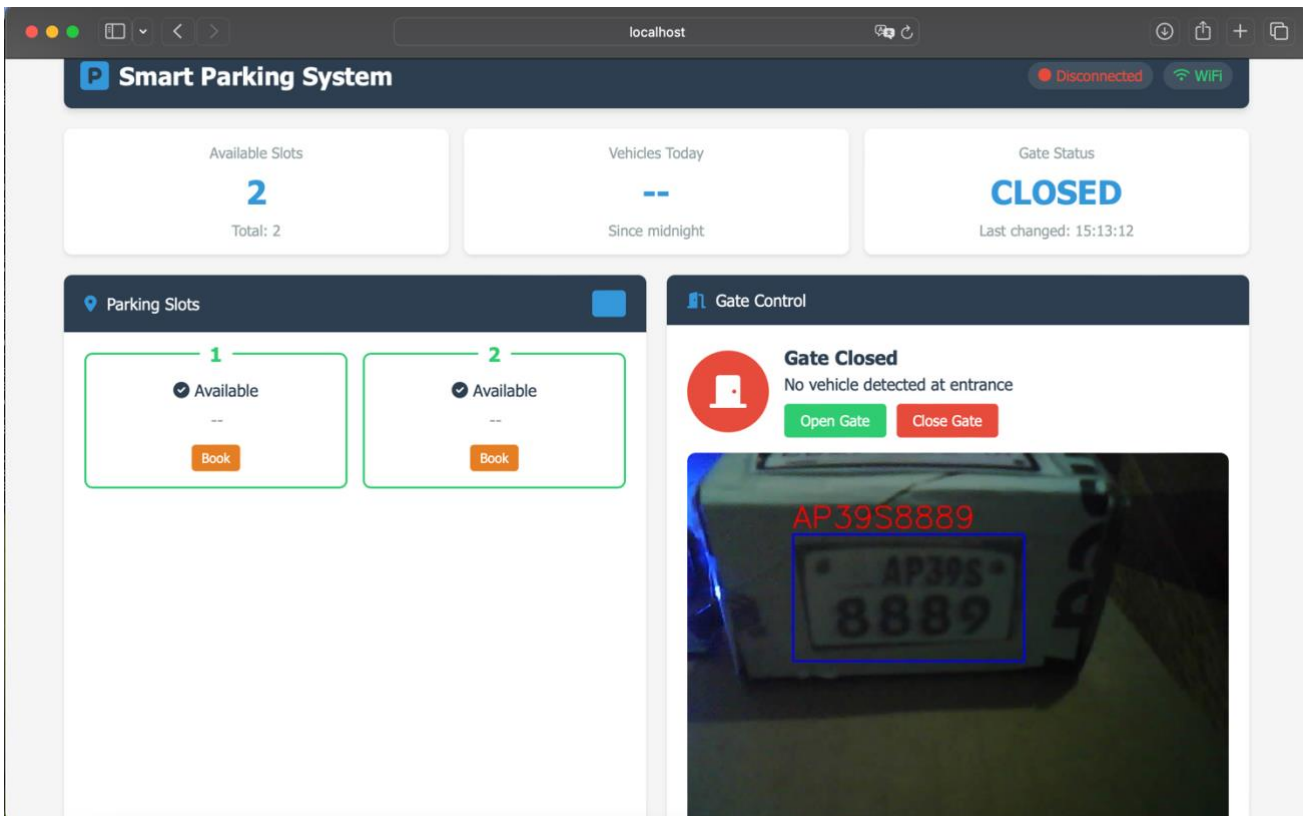 localhost
P Smart Parking System
Disconnected WiFi
Available Slots
2
Total: 2
Vehicles Today
--
Since midnight
Gate Status
CLOSED
Last changed: 15:13:12
Parking Slots
1
Available
--
Book
2
Available
--
Book
Gate Control
Gate Closed
No vehicle detected at entrance
Open Gate Close Gate
AP39S8889
AP39S
8889